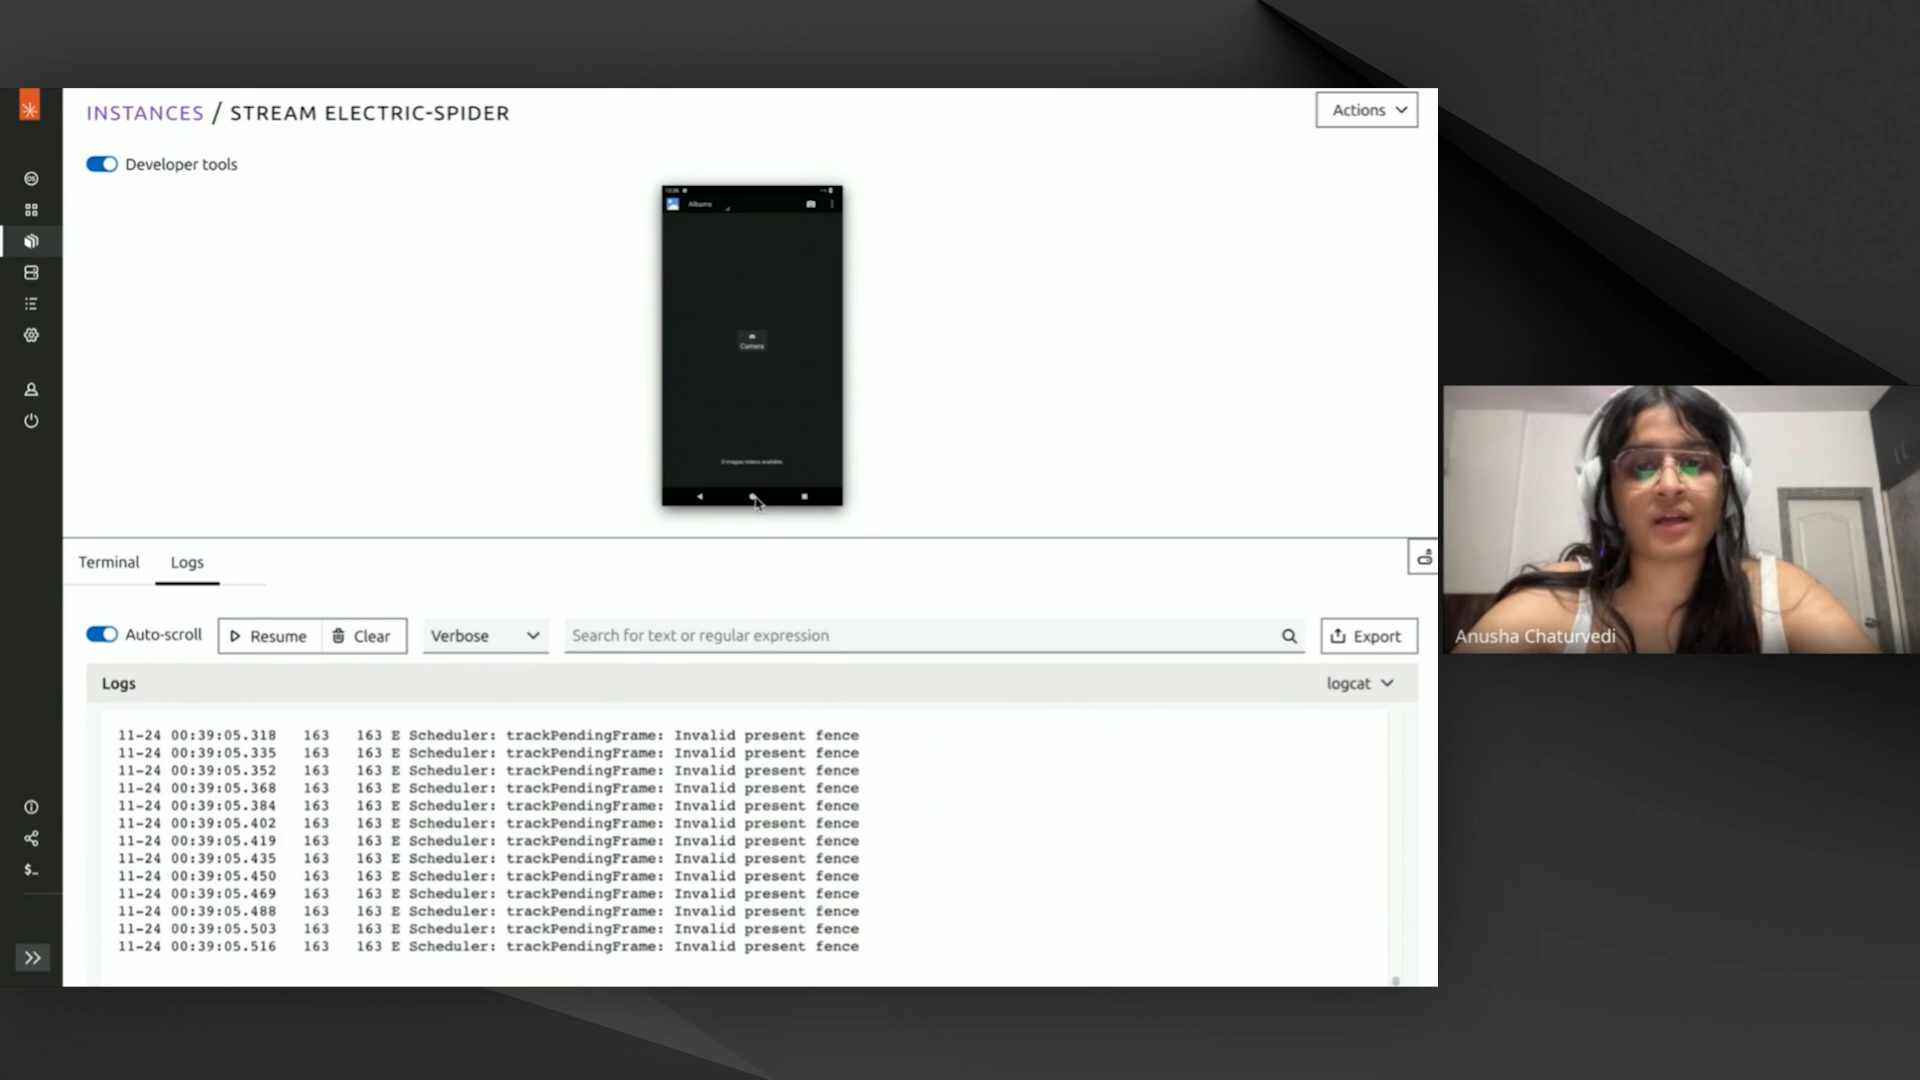 INSTANCES / STREAM ELECTRIC-SPIDER
Actions
Developer tools
Albums
Camera
0 images/videos available.
Terminal
Logs
Auto-scroll
Resume
Clear
Verbose
Search for text or regular expression
Export
Logs
logcat
11-24 00:39:05.318 163 163 E Scheduler: trackPendingFrame: Invalid present fence
11-24 00:39:05.335 163 163 E Scheduler: trackPendingFrame: Invalid present fence
11-24 00:39:05.352 163 163 E Scheduler: trackPendingFrame: Invalid present fence
11-24 00:39:05.368 163 163 E Scheduler: trackPendingFrame: Invalid present fence
11-24 00:39:05.384 163 163 E Scheduler: trackPendingFrame: Invalid present fence
11-24 00:39:05.402 163 163 E Scheduler: trackPendingFrame: Invalid present fence
11-24 00:39:05.419 163 163 E Scheduler: trackPendingFrame: Invalid present fence
11-24 00:39:05.435 163 163 E Scheduler: trackPendingFrame: Invalid present fence
11-24 00:39:05.450 163 163 E Scheduler: trackPendingFrame: Invalid present fence
11-24 00:39:05.469 163 163 E Scheduler: trackPendingFrame: Invalid present fence
11-24 00:39:05.488 163 163 E Scheduler: trackPendingFrame: Invalid present fence
11-24 00:39:05.503 163 163 E Scheduler: trackPendingFrame: Invalid present fence
11-24 00:39:05.516 163 163 E Scheduler: trackPendingFrame: Invalid present fence
$_
Anusha Chaturvedi